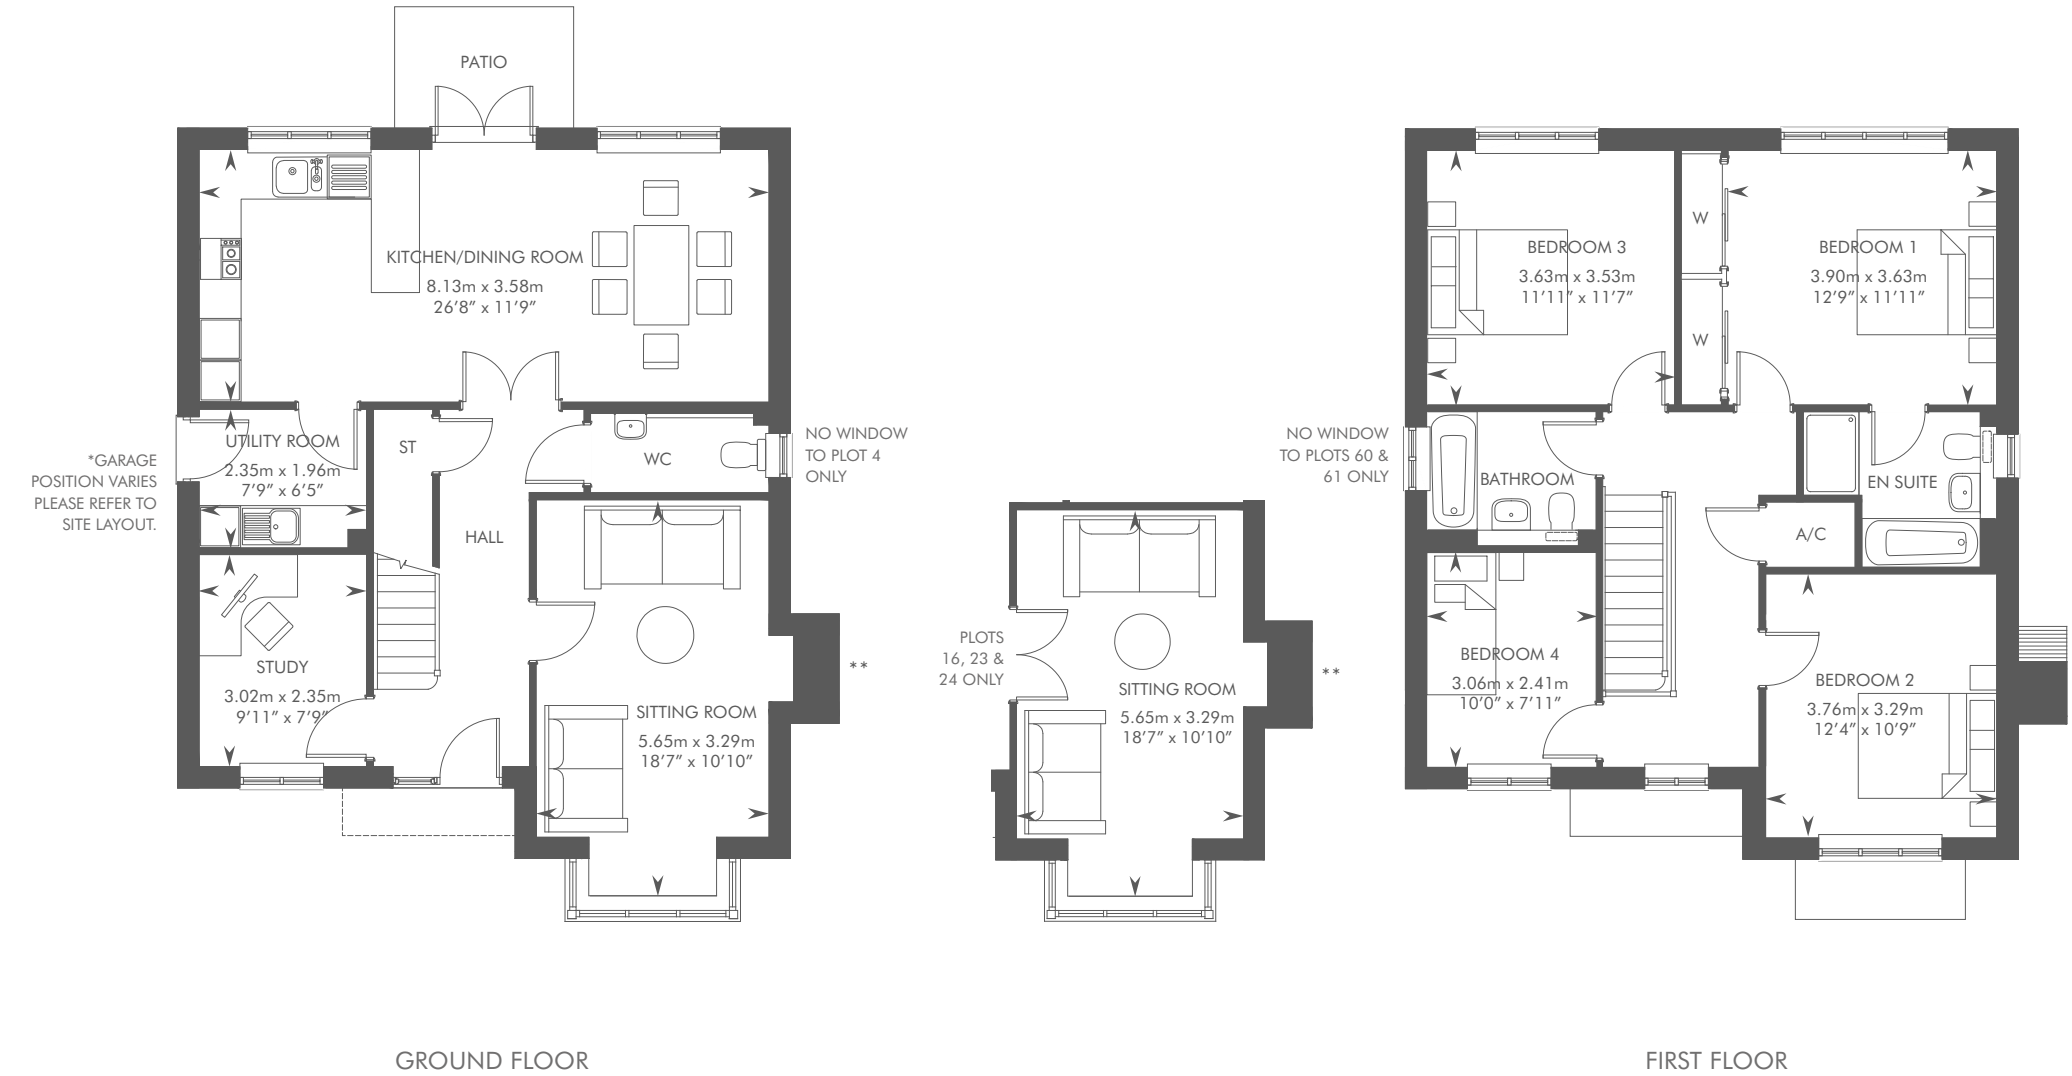 PATIO
KITCHEN/DINING ROOM
8.13m x 3.58m
26’8” x 11’9”
*GARAGE
POSITION VARIES
PLEASE REFER TO
SITE LAYOUT.
UTILITY ROOM
2.35m x 1.96m
7’9” x 6’5”
ST
WC
NO WINDOW
TO PLOT 4
ONLY
HALL
STUDY
3.02m x 2.35m
9’11” x 7’9”
SITTING ROOM
5.65m x 3.29m
18’7” x 10’10”
**
GROUND FLOOR
PLOTS
16, 23 &
24 ONLY
SITTING ROOM
5.65m x 3.29m
18’7” x 10’10”
**
BEDROOM 3
3.63m x 3.53m
11’11” x 11’7”
W
W
BEDROOM 1
3.90m x 3.63m
12’9” x 11’11”
NO WINDOW
TO PLOTS 60 &
61 ONLY
BATHROOM
EN SUITE
A/C
BEDROOM 4
3.06m x 2.41m
10’0” x 7’11”
BEDROOM 2
3.76m x 3.29m
12’4” x 10’9”
FIRST FLOOR